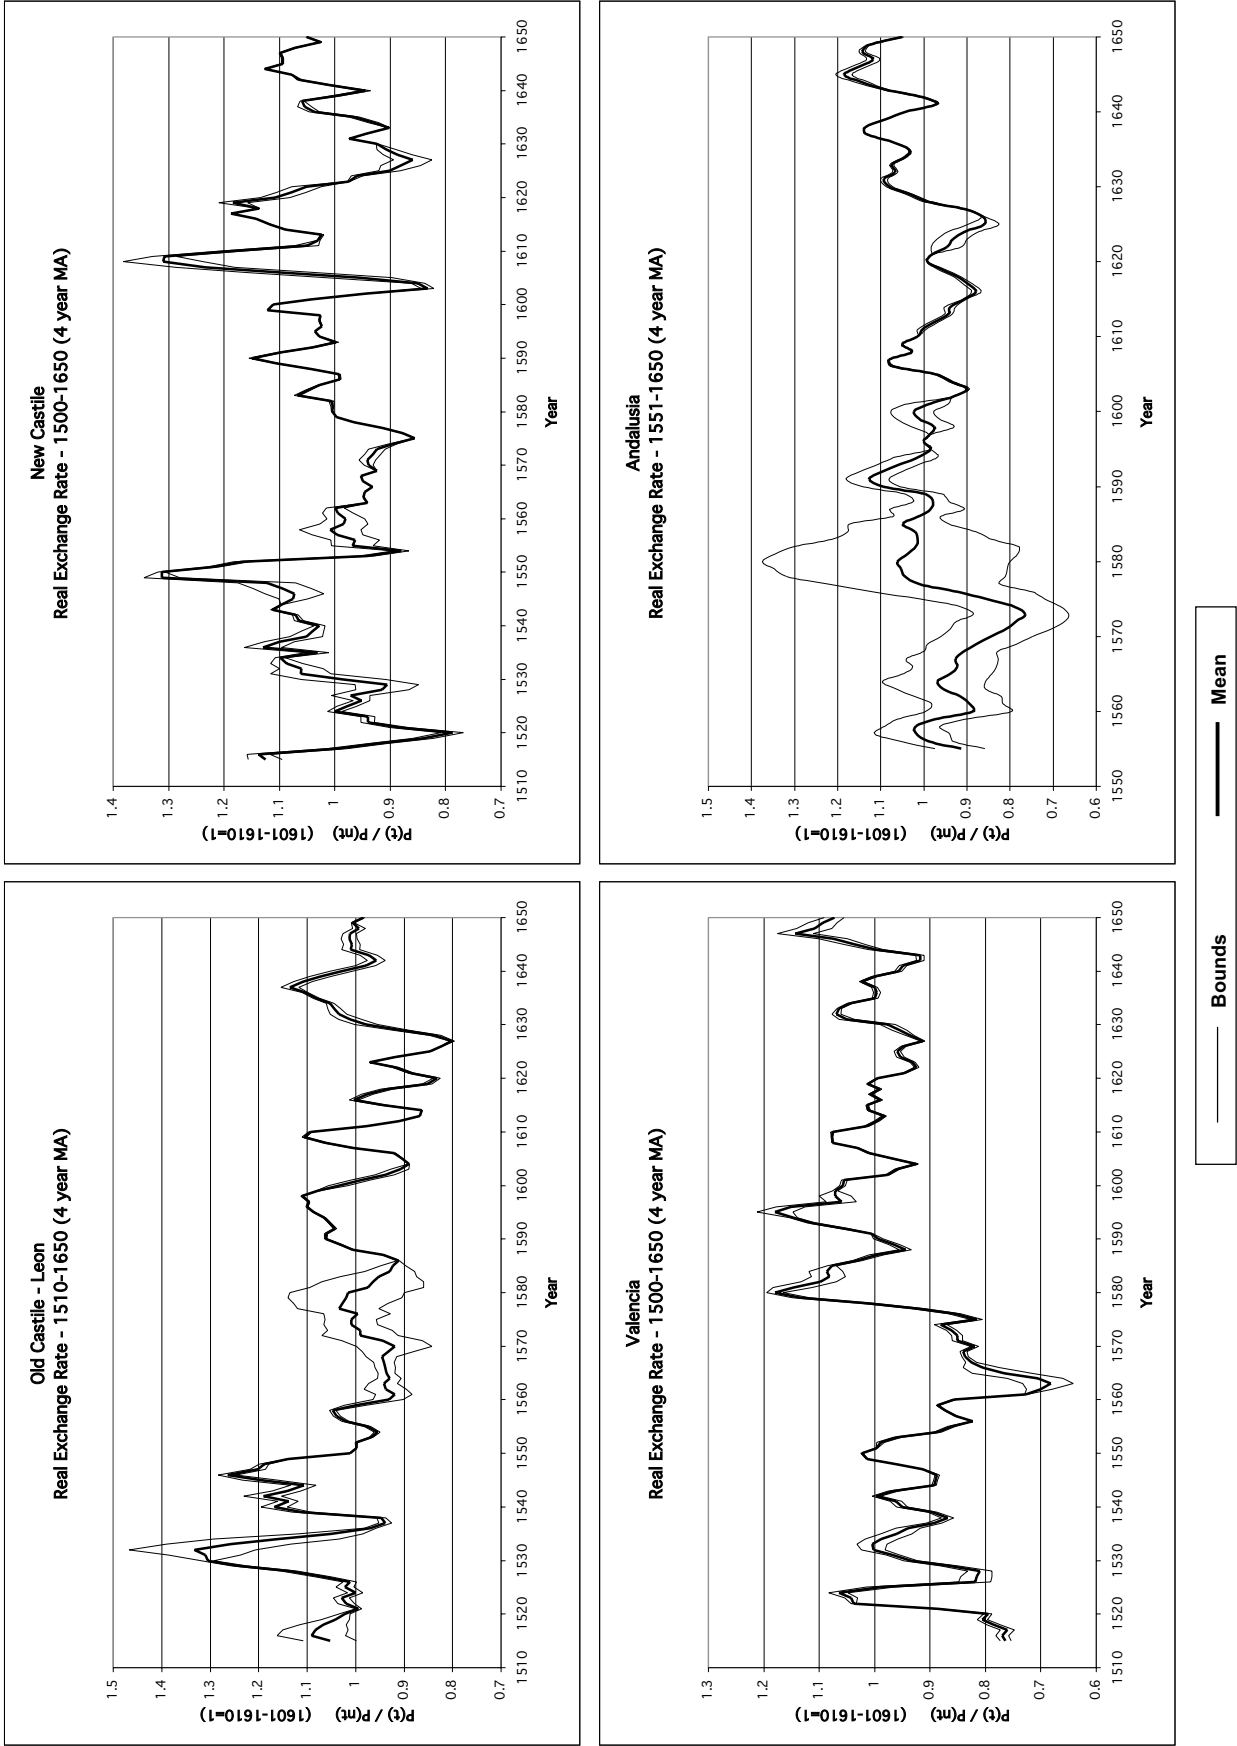 Old Castile - Leon
Real Exchange Rate - 1510-1650 (4 year MA)
P(t) / P(nt) (1601-1610=1)
1.5
1.4
1.3
1.2
1.1
1
0.9
0.8
0.7
1510 1520 1530 1540 1550 1560 1570 1580 1590 1600 1610 1620 1630 1640 1650
Year
New Castile
Real Exchange Rate - 1500-1650 (4 year MA)
P(t) / P(nt) (1601-1610=1)
1.4
1.3
1.2
1.1
1
0.9
0.8
0.7
1510 1520 1530 1540 1550 1560 1570 1580 1590 1600 1610 1620 1630 1640 1650
Year
Valencia
Real Exchange Rate - 1500-1650 (4 year MA)
P(t) / P(nt) (1601-1610=1)
1.3
1.2
1.1
1
0.9
0.8
0.7
0.6
1510 1520 1530 1540 1550 1560 1570 1580 1590 1600 1610 1620 1630 1640 1650
Year
Andalusia
Real Exchange Rate - 1551-1650 (4 year MA)
P(t) / P(nt) (1601-1610=1)
1.5
1.4
1.3
1.2
1.1
1
0.9
0.8
0.7
0.6
1550 1560 1570 1580 1590 1600 1610 1620 1630 1640 1650
Year
Bounds Mean